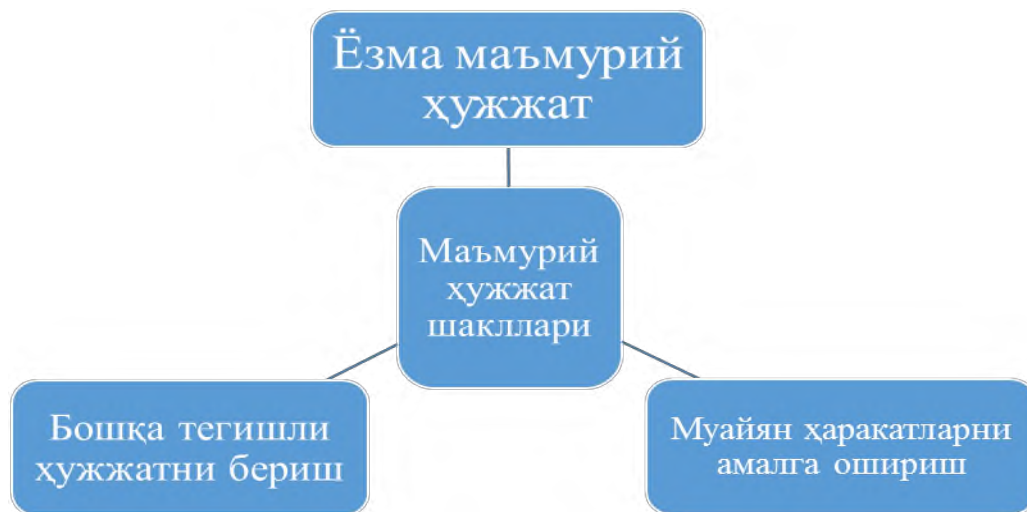 Ёзма маъмурий
ҳужжат
Маъмурий
ҳужжат
шакллари
Бошқа тегишли
ҳужжатни бериш
Муайян ҳаракатларни
амалга ошириш